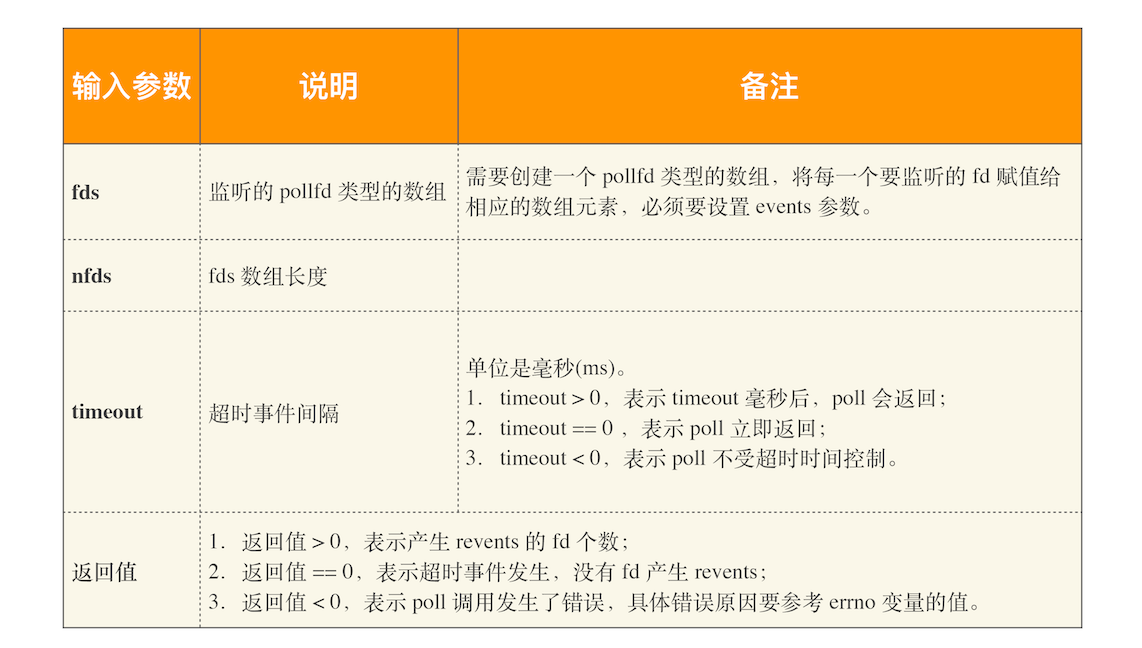 输入参数 说明 备注
fds 监听的 pollfd 类型的数组 需要创建一个 pollfd 类型的数组，将每一个要监听的 fd 赋值给
相应的数组元素，必须要设置 events 参数。
nfds fds 数组长度
timeout 超时事件间隔 单位是毫秒(ms)。
1. timeout > 0，表示 timeout 毫秒后，poll 会返回；
2. timeout == 0 ，表示 poll 立即返回；
3. timeout < 0，表示 poll 不受超时时间控制。
返回值 1. 返回值 > 0，表示产生 revents 的 fd 个数；
2. 返回值 == 0，表示超时事件发生，没有 fd 产生 revents；
3. 返回值 < 0，表示 poll 调用发生了错误，具体错误原因要参考 errno 变量的值。